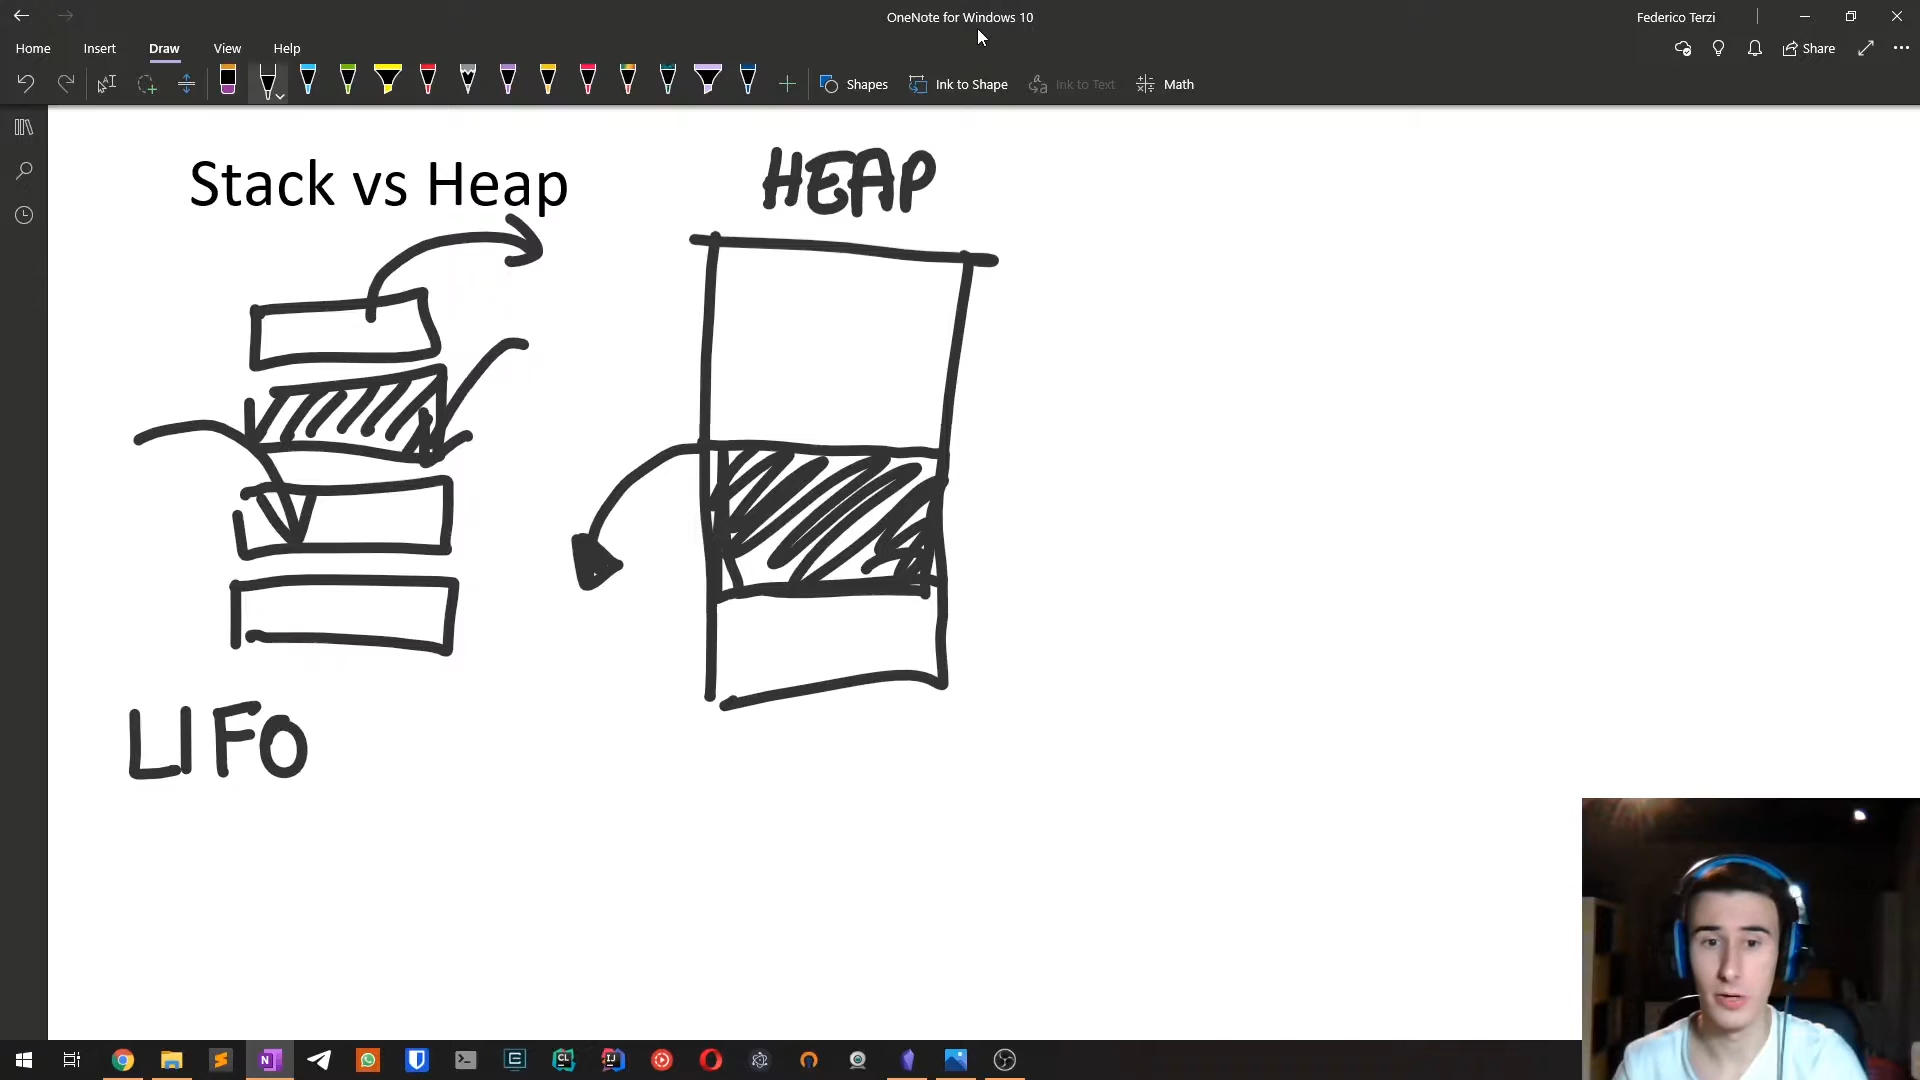 OneNote for Windows 10
Federico Terzi
Home Insert Draw View Help
Share
Shapes Ink to Shape Ink to Text Math
Stack vs Heap
HEAP
LIFO